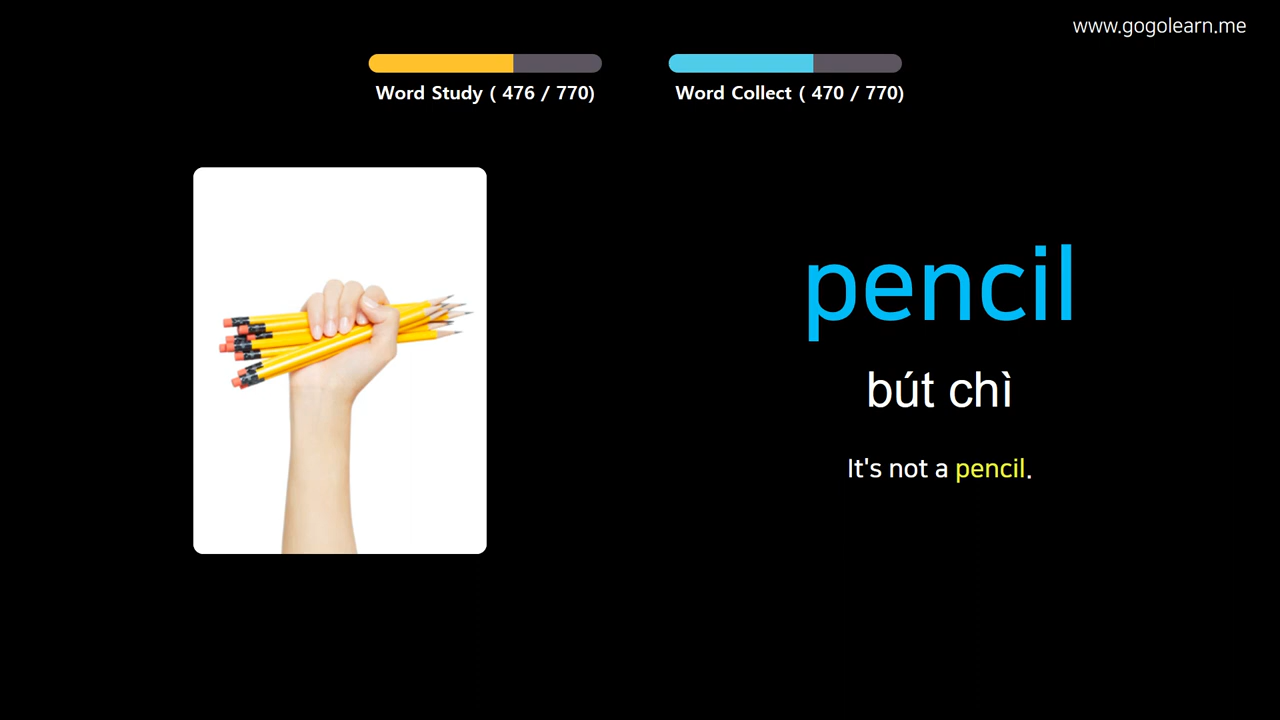 www.gogolearn.me
Word Study ( 476 / 770)
Word Collect ( 470 / 770)
pencil
bút chì
It's not a pencil.